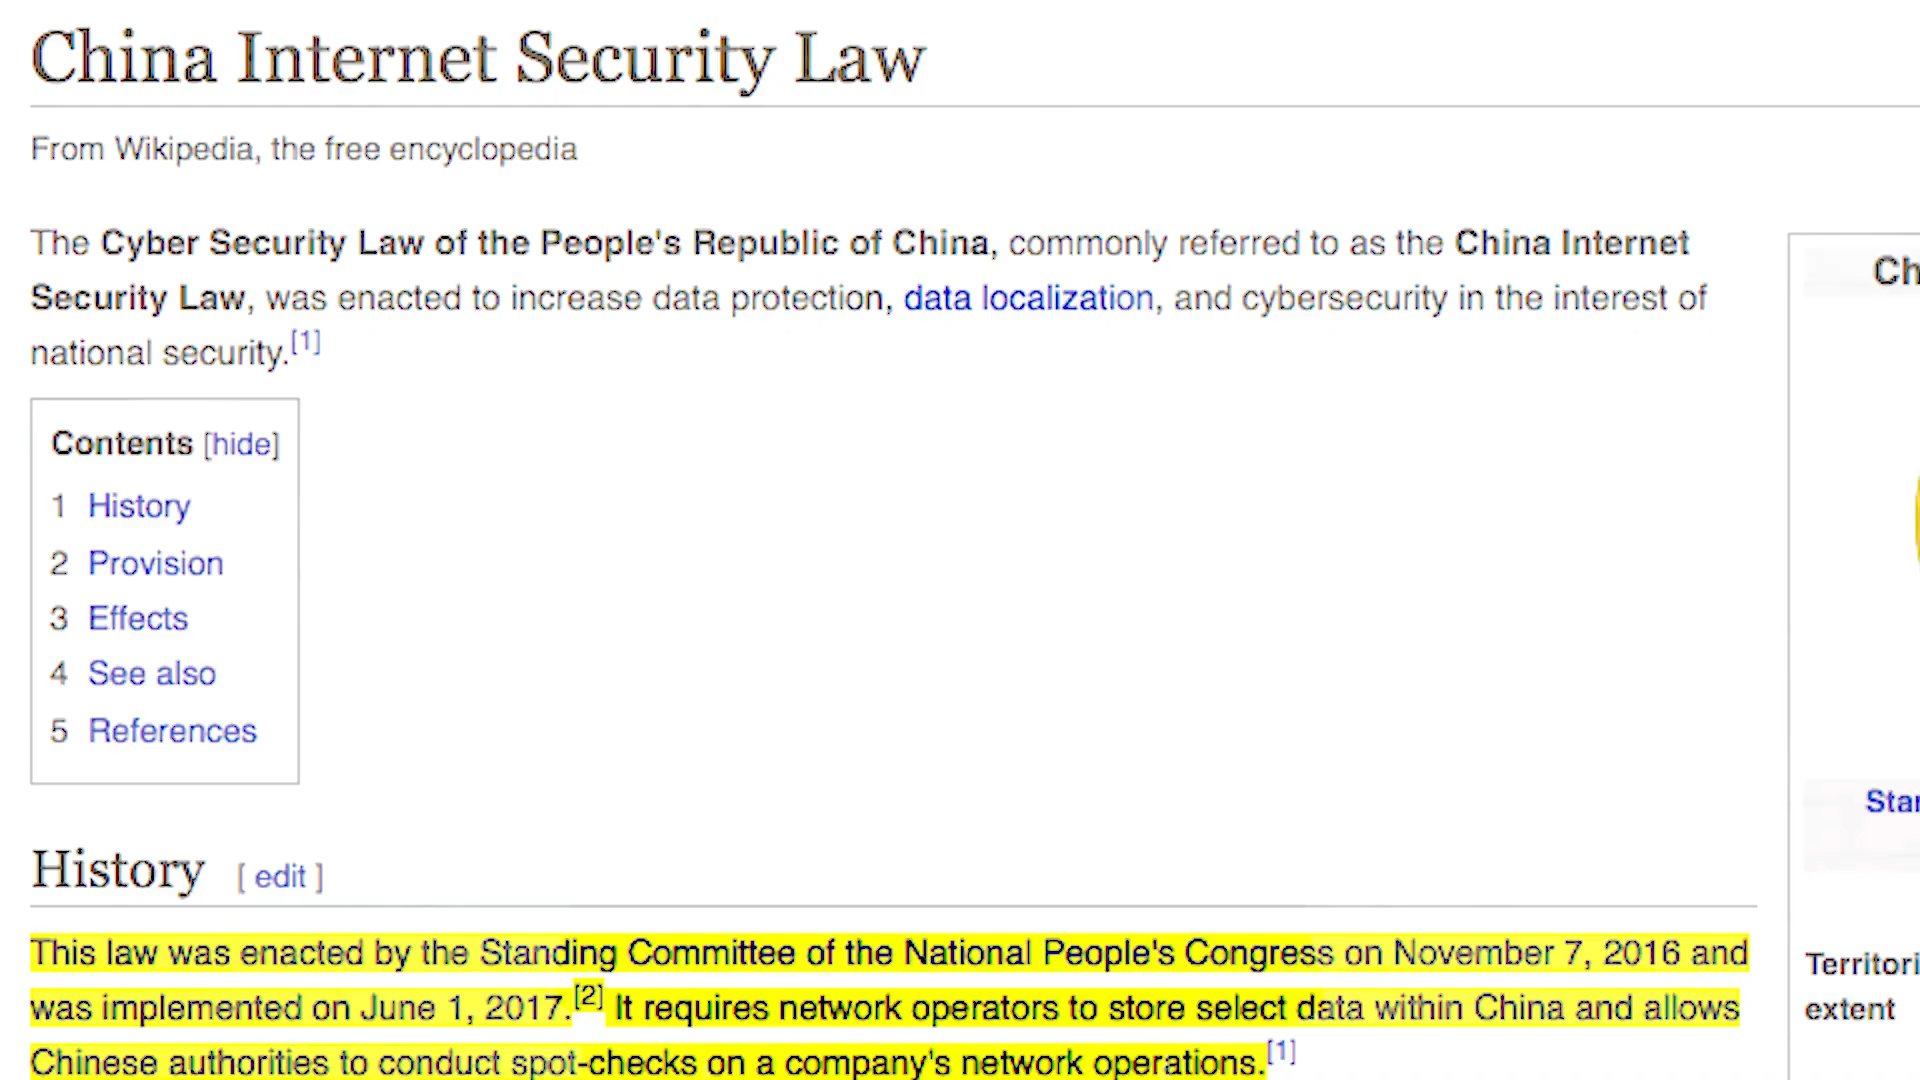 China Internet Security Law
From Wikipedia, the free encyclopedia
The Cyber Security Law of the People's Republic of China, commonly referred to as the China Internet
Security Law, was enacted to increase data protection, data localization, and cybersecurity in the interest of
national security.[1]
Contents [hide]
1 History
2 Provision
3 Effects
4 See also
5 References
History [ edit ]
This law was enacted by the Standing Committee of the National People's Congress on November 7, 2016 and
was implemented on June 1, 2017.[2] It requires network operators to store select data within China and allows
Chinese authorities to conduct spot-checks on a company's network operations.[1]
Ch
Stan
Territori
extent